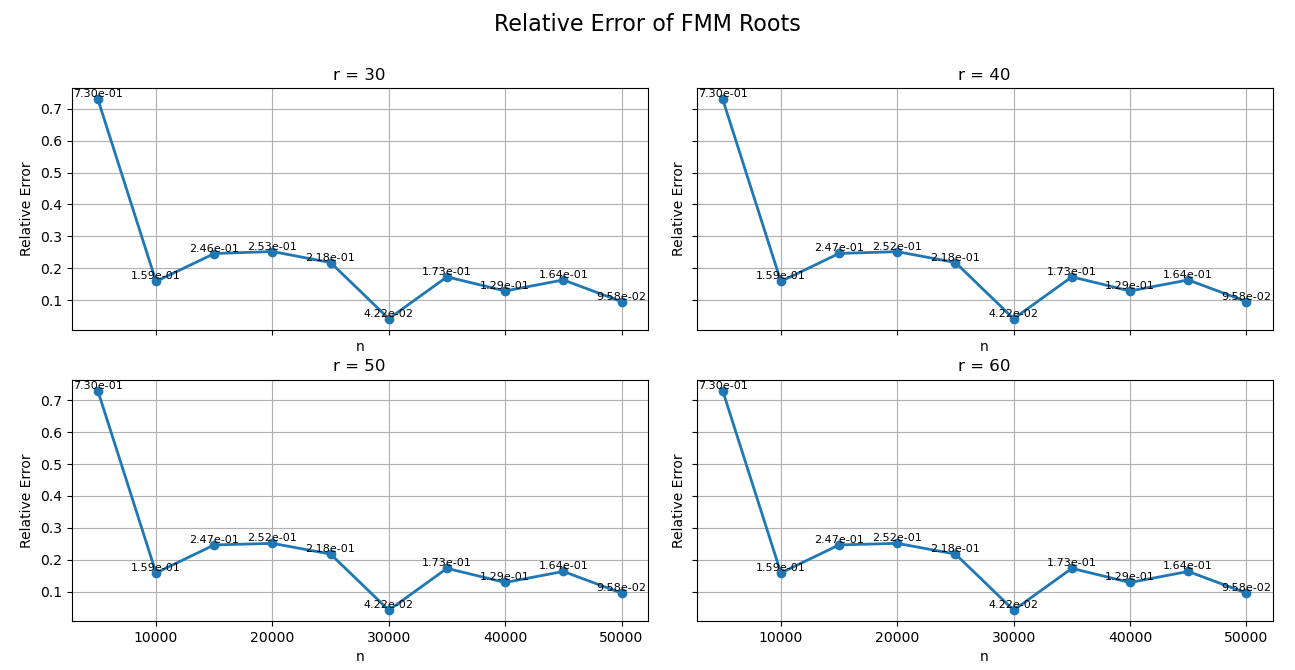 Relative Error of FMM Roots
r = 30
Relative Error
0.7
0.6
0.5
0.4
0.3
0.2
0.1
7.30e-01
1.59e-01
2.46e-01
2.53e-01
2.18e-01
4.22e-02
1.73e-01
1.29e-01
1.64e-01
9.58e-02
n
r = 40
Relative Error
7.30e-01
1.59e-01
2.47e-01
2.52e-01
2.18e-01
4.22e-02
1.73e-01
1.29e-01
1.64e-01
9.58e-02
n
r = 50
Relative Error
0.7
0.6
0.5
0.4
0.3
0.2
0.1
7.30e-01
1.59e-01
2.47e-01
2.52e-01
2.18e-01
4.22e-02
1.73e-01
1.29e-01
1.64e-01
9.58e-02
10000 20000 30000 40000 50000
n
r = 60
Relative Error
7.30e-01
1.59e-01
2.47e-01
2.52e-01
2.18e-01
4.22e-02
1.73e-01
1.29e-01
1.64e-01
9.58e-02
10000 20000 30000 40000 50000
n